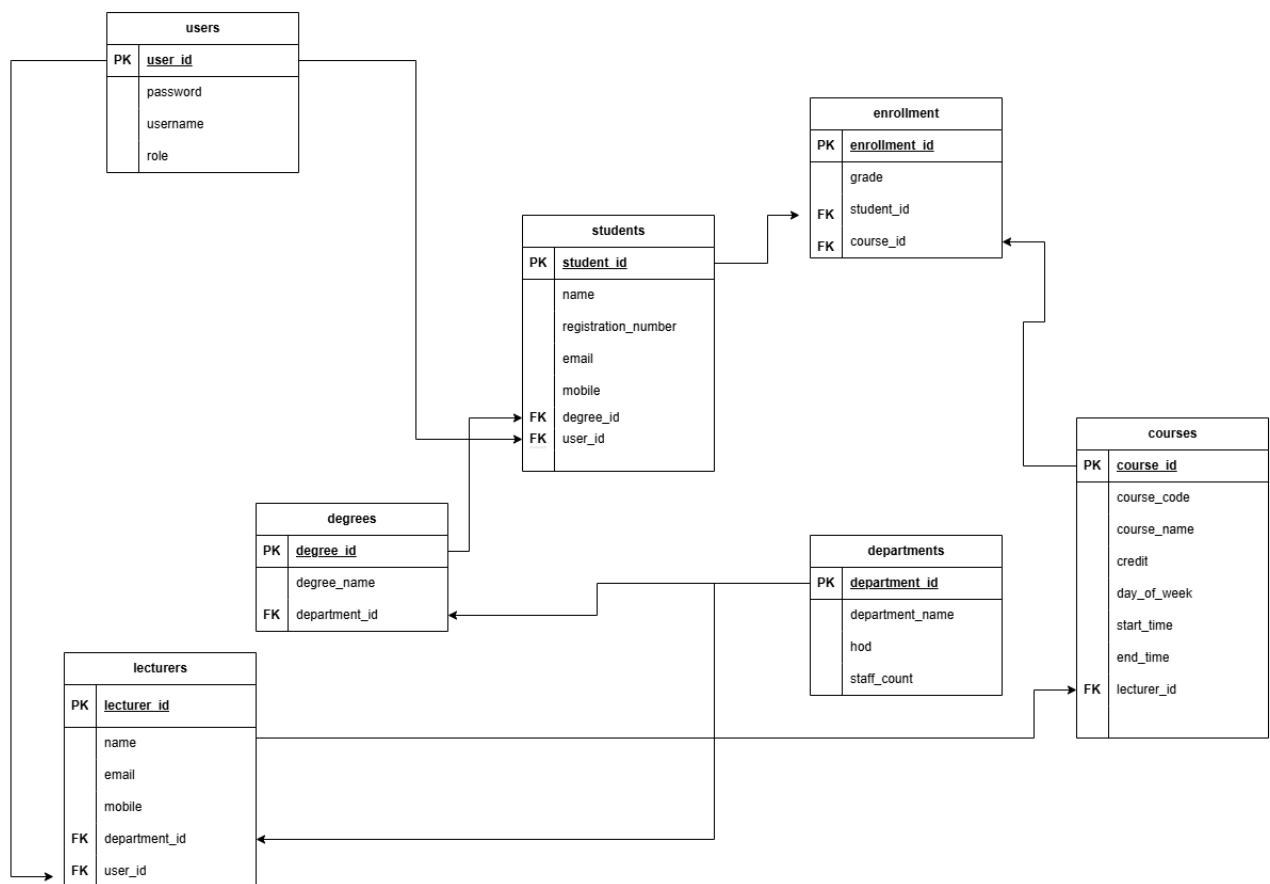 users
PK user_id
password
username
role
enrollment
PK enrollment_id
grade
FK student_id
FK course_id
students
PK student_id
name
registration_number
email
mobile
FK degree_id
FK user_id
courses
PK course_id
course_code
course_name
credit
day_of_week
start_time
end_time
FK lecturer_id
degrees
PK degree_id
degree_name
FK department_id
departments
PK department_id
department_name
hod
staff_count
lecturers
PK lecturer_id
name
email
mobile
FK department_id
FK user_id